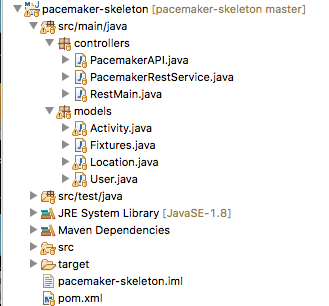 pacemaker-skeleton [pacemaker-skeleton master]
src/main/java
controllers
PacemakerAPI.java
PacemakerRestService.java
RestMain.java
models
Activity.java
Fixtures.java
Location.java
User.java
src/test/java
JRE System Library [JavaSE-1.8]
Maven Dependencies
src
target
pacemaker-skeleton.iml
pom.xml